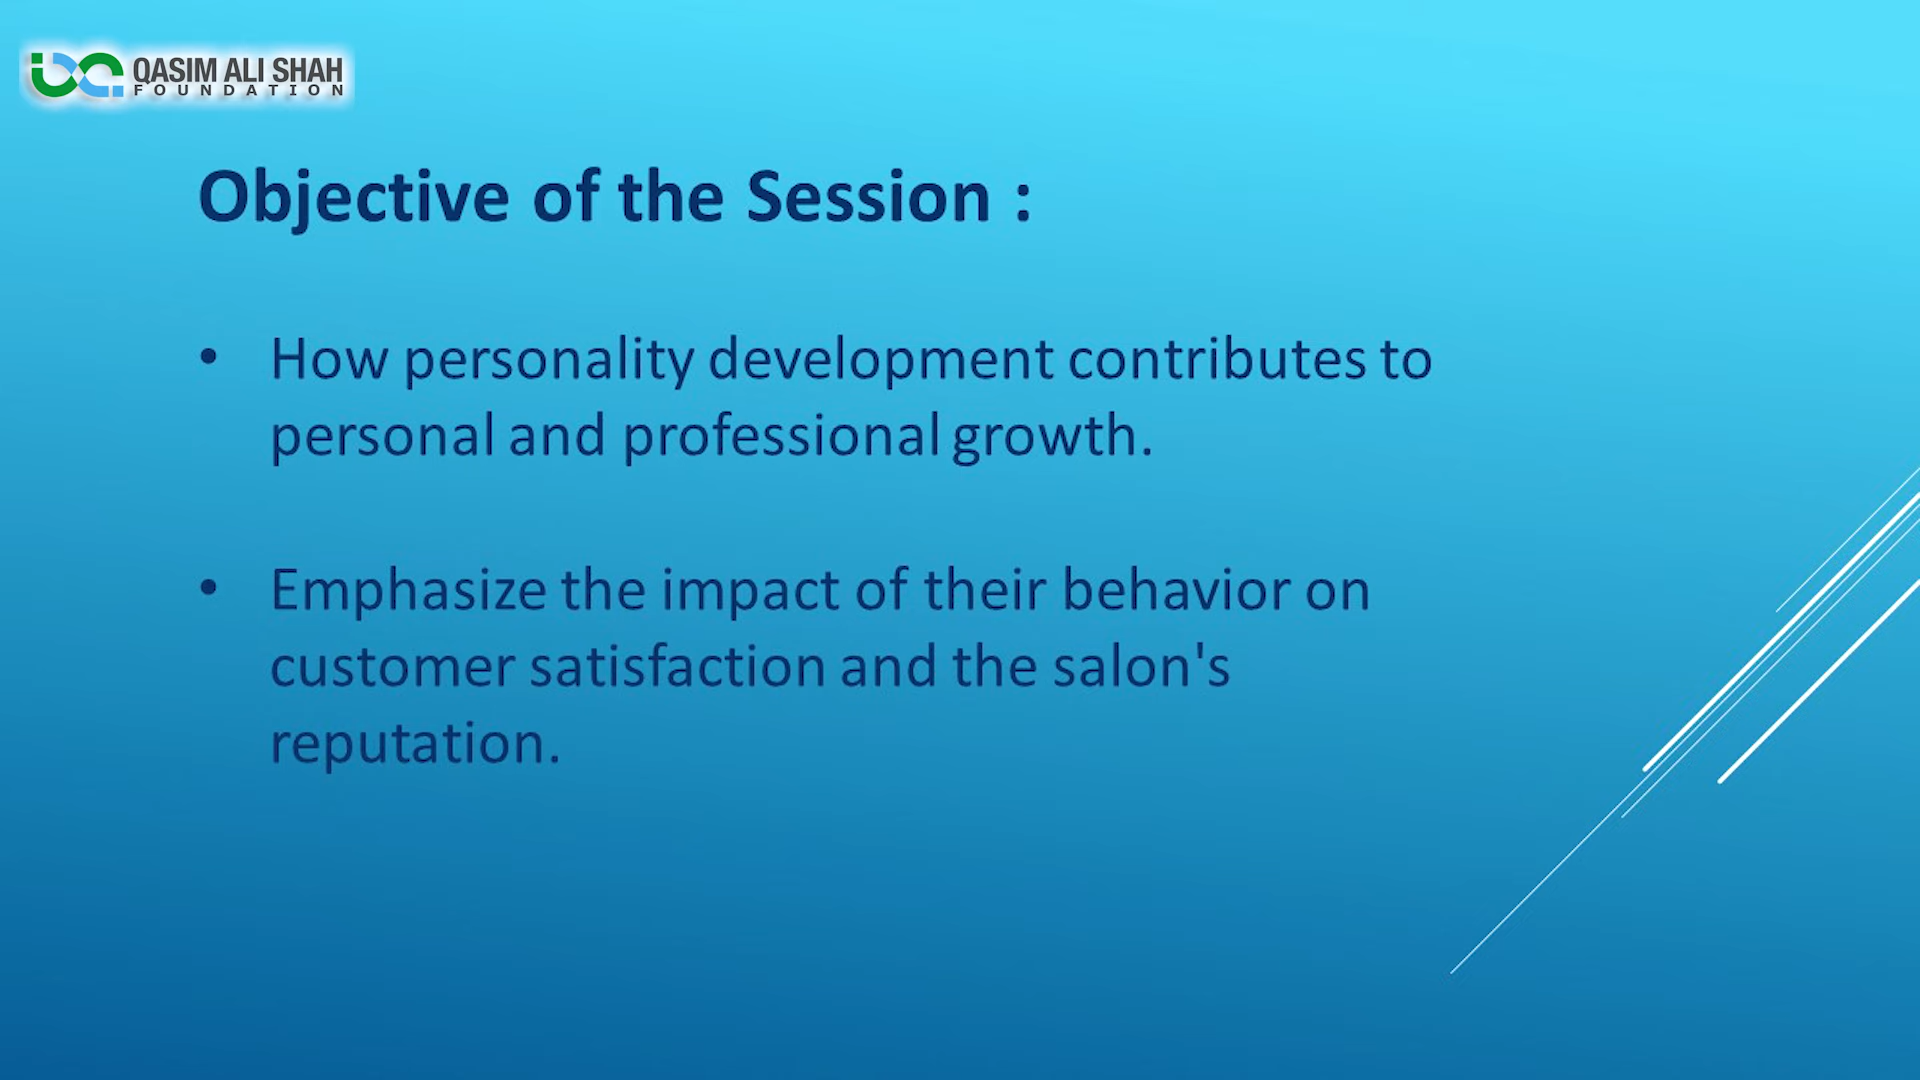 QASIM ALI SHAH
FOUNDATION
Objective of the Session :
• How personality development contributes to
personal and professional growth.
• Emphasize the impact of their behavior on
customer satisfaction and the salon's
reputation.